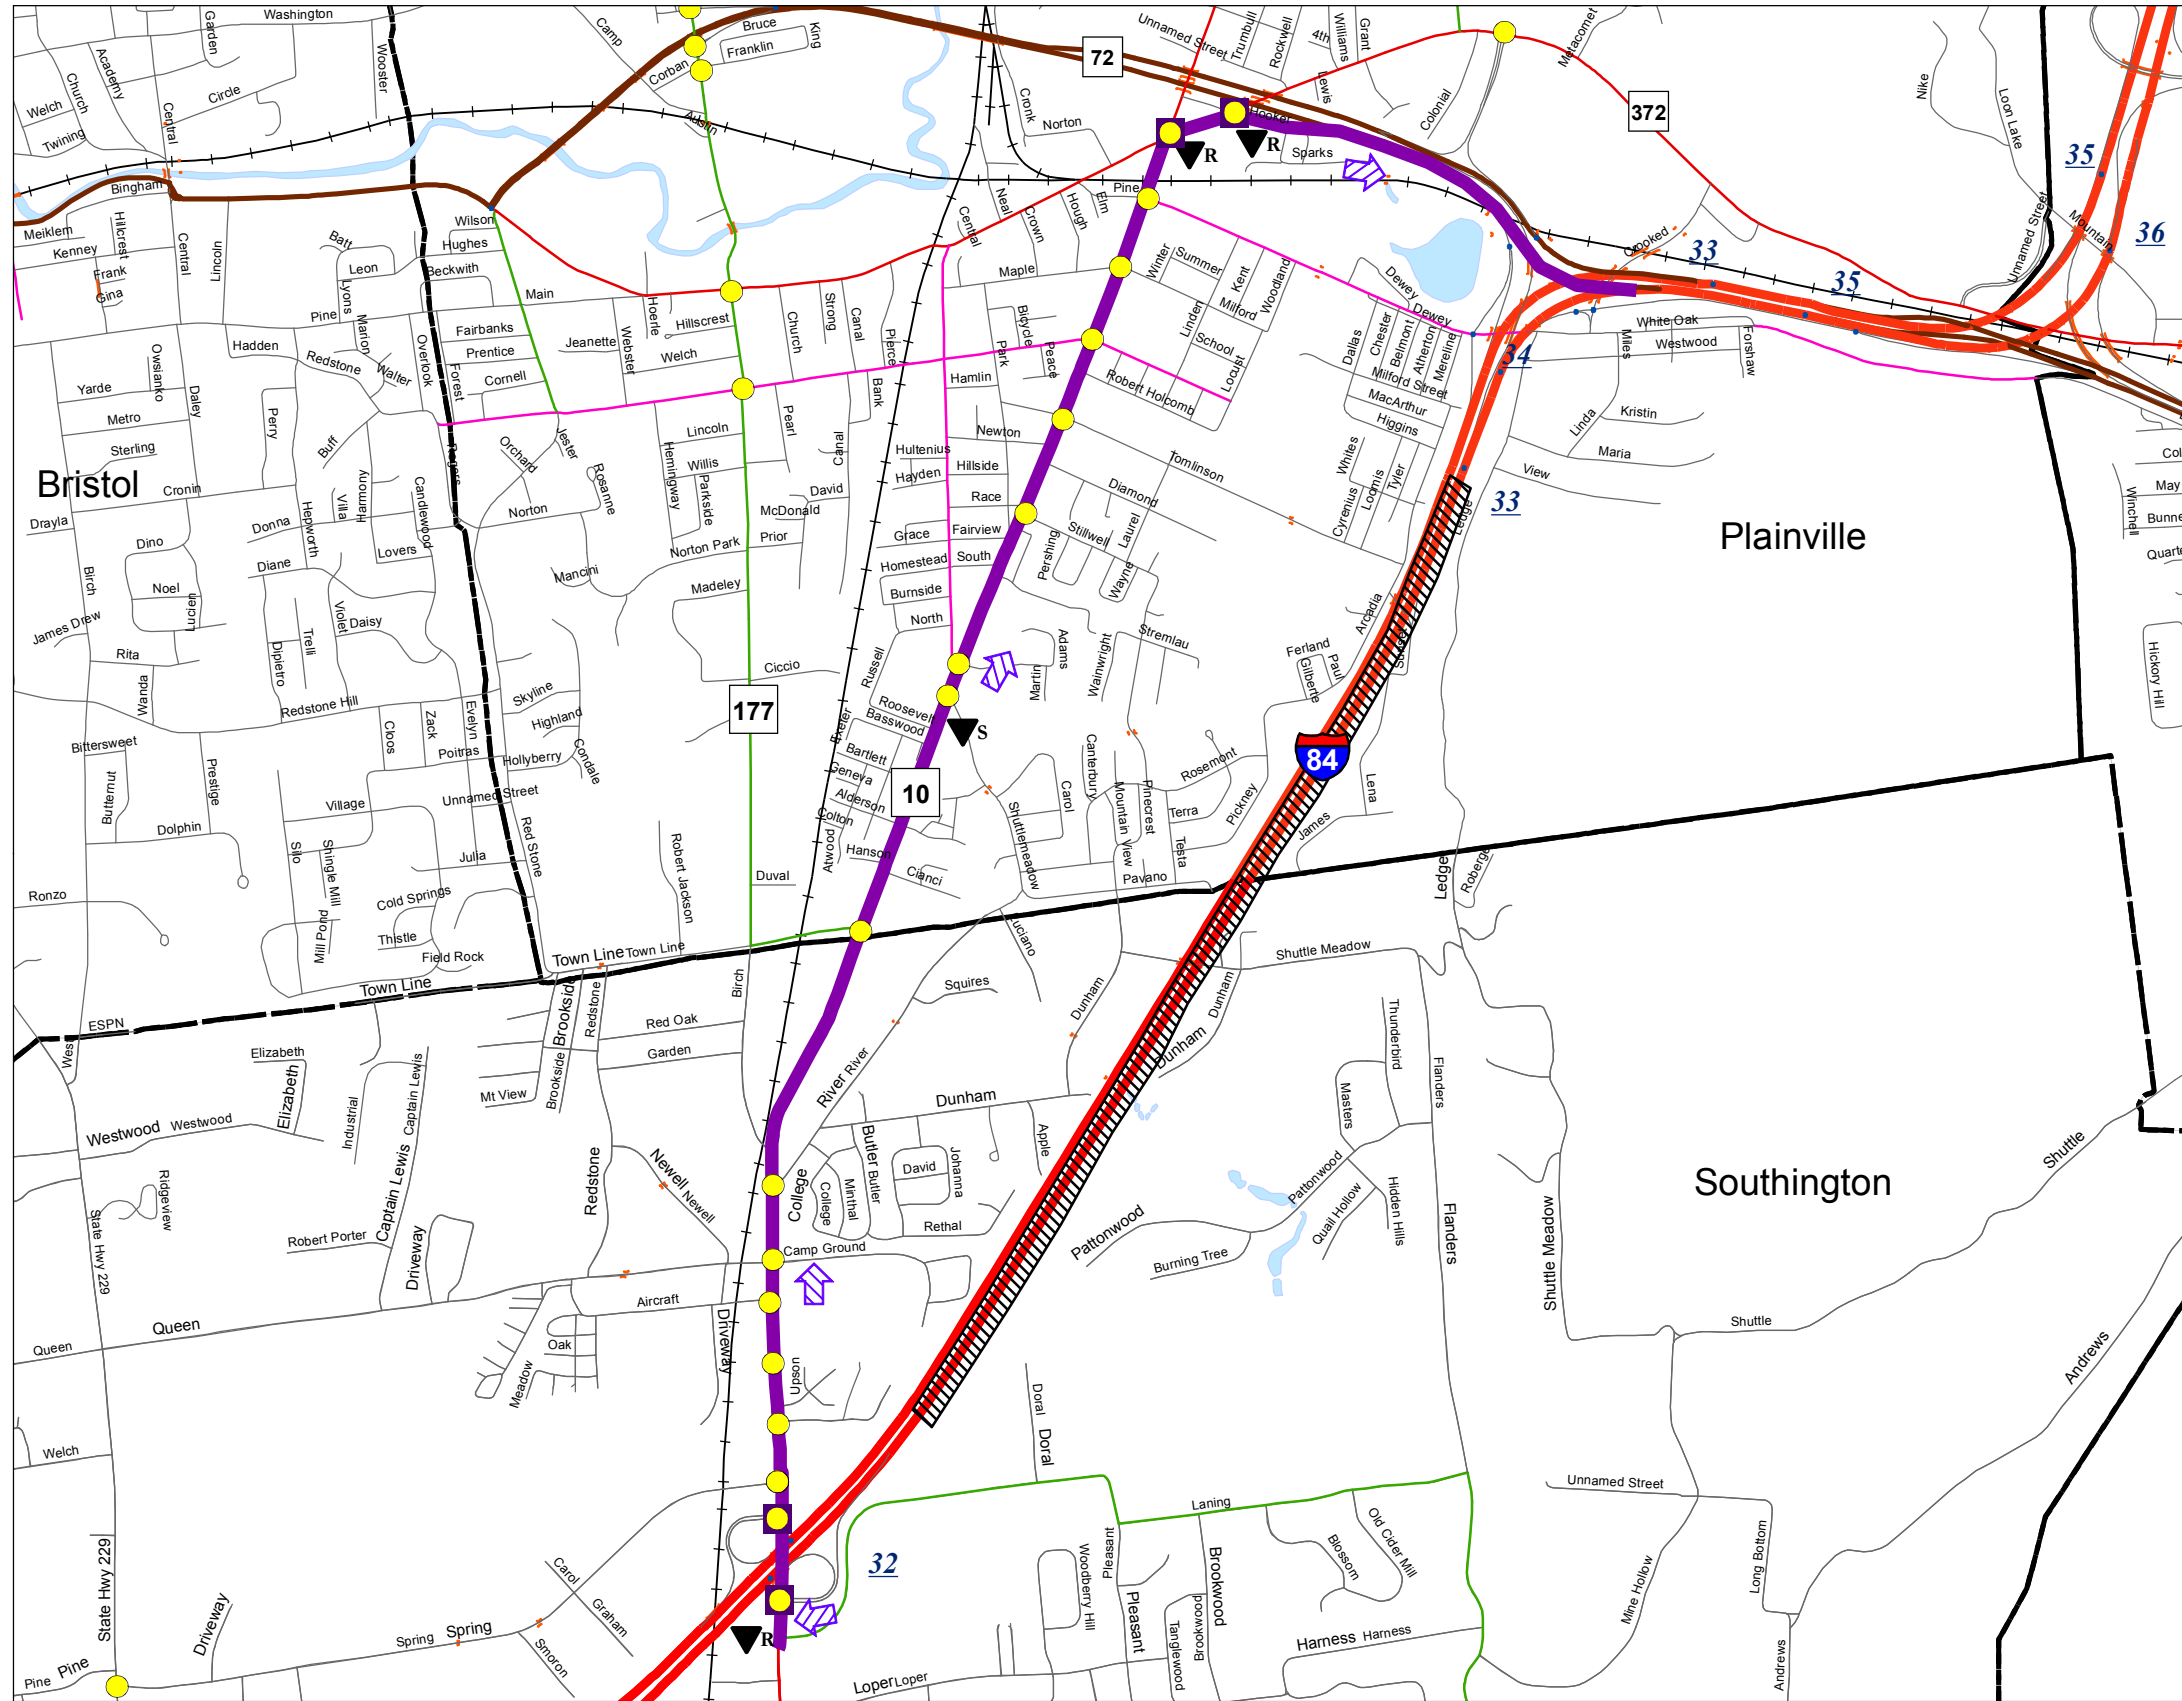 Washington
Garden
Camp
Bruce
King
Franklin
Corban
Wooster
Academy
Church
Welch
Twining
Central
Circle
Austin
72
Unnamed Street
Trumbull
Rockwell
4th
Williams
Grant
Lewis
Metacomet
Colonial
372
Nike
Loon Lake
Cronk
Norton
Hooker
Sparks
R
R
35
Unnamed Street
Mountain
36
Bingham
Meiklem
Kenney
Hilcrest
Frank
Gina
Central
Lincoln
Batt
Leon
Lyons
Wilson
Hughes
Beckwith
Main
Pine
Marion
Pine
Neal
Crown
Hough
Elm
Central
Maple
Winter
Summer
Kent
Woodland
Milford
Linden
School
Locust
Crooked
33
35
Dewey
Dewey
White Oak
Westwood
Miles
Forshaw
34
Hadden
Redstone
Walter
Overlook
Fairbanks
Prentice
Cornell
Forest
Jeanette
Webster
Hoerle
Hillscrest
Welch
Church
Strong
Canal
Pierce
Bicycle
Peace
Park
Hamlin
Robert Holcomb
Dallas
Chester
Belmont
Atherton
Mereline
Milford Street
MacArthur
Higgins
Linda
Kristin
Maria
View
Yarde
Owsianko
Daley
Metro
Sterling
Perry
Buff
Bristol
Cronin
Drayla
Donna
Hepworth
Villa
Harmony
Candlewood
Lovers
Rogers
Orchard
Jester
Rosanne
Norton
Lincoln
Willis
Hemingway
Parkside
Pearl
Canal
Bank
David
McDonald
Prior
Norton Park
Hultenius
Hayden
Newton
Hillside
Race
Grace
Fairview
Homestead
South
Burnside
North
Tomlinson
Diamond
Stillwell
Laurel
Pershing
Wayne
Whites
Cyrenius
Loomis
Tyler
33
Ledge
Plainville
Winchell
Col
May
Bunne
Quarte
Dino
Noel
Lucien
Birch
Diane
James Drew
Rita
Wanda
Violet
Daisy
Trelli
Dipietro
Mancini
Madeley
Ciccio
Russell
Adams
Martin
Wainwright
Stremlau
Arcadia
Sunset
Ferland
Gilberte
Paul
Hickory Hill
Redstone Hill
Bittersweet
Butternut
Prestige
Dolphin
Cloos
Zack
Evelyn
Poitras
Skyline
Highland
Hollyberry
Condale
Unnamed Street
Village
177
Roosevelt
Basswood
Exeter
Bartlett
Geneva
Alderson
Colton
Atwood
Hanson
Cianci
10
S
Canterbury
Carol
Shuttlemeadow
Mountain View
Pinecrest
Rosemont
Terra
Testa
Pickney
Pavano
84
Lena
James
Silo
Shingle Mill
Julia
Red Stone
Robert Jackson
Duval
Ronzo
Cold Springs
Thistle
Mill Pond
Field Rock
Town Line
Town Line
Town Line
Ledge
Roberge
ESPN
West
Brookside
Redstone
Birch
Squires
Luciano
Dunham
Shuttle Meadow
Dunham
Dunham
Red Oak
Garden
River
River
Elizabeth
Elizabeth
Mt View
Brookside
Captain Lewis
Industrial
Westwood
Westwood
Dunham
Apple
Thunderbird
Masters
Flanders
Southington
Shuttle
Ridgeview
Robert Porter
Captain Lewis
Driveway
Redstone
Newell
Newell
College
College
Minthal
Butler
Butler
David
Johanna
Rethal
Camp Ground
Pattonwood
Burning Tree
Pattonwood
Quail Hollow
Hidden Hills
Flanders
Shuttle Meadow
State Hwy 229
Queen
Queen
Aircraft
Oak
Meadow
Driveway
Upson
Shuttle
Andrews
Doral
Doral
Welch
Laning
Unnamed Street
32
State Hwy 229
Driveway
Carol
Graham
Smoron
Spring
Spring
Pine
Pine
R
Loper
Loper
Woodberry Hill
Pleasant
Pleasant
Tanglewood
Brookwood
Brookwood
Blossom
Old Cider Mill
Harness
Harness
Mine Hollow
Long Bottom
Andrews